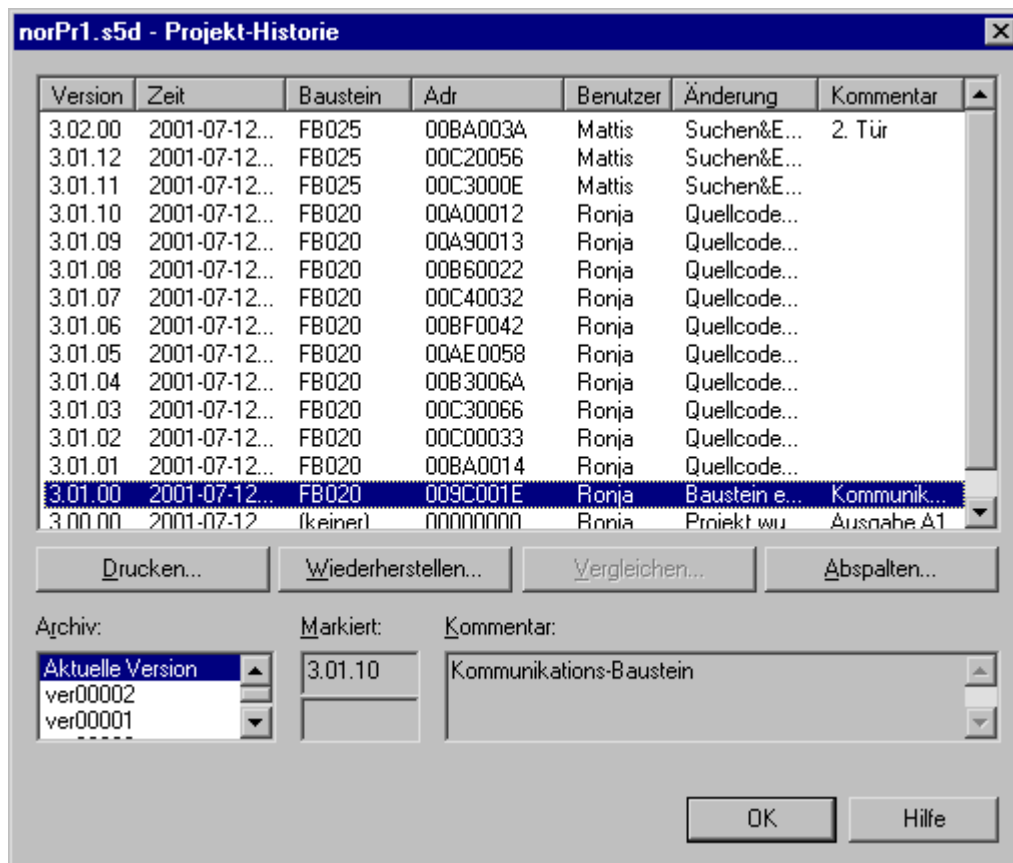 norPr1.s5d - Projekt-Historie
Version Zeit Baustein Adr Benutzer Änderung Kommentar
3.02.00 2001-07-12... FB025 00BA003A Mattis Suchen&E... 2. Tür
3.01.12 2001-07-12... FB025 00C20056 Mattis Suchen&E...
3.01.11 2001-07-12... FB025 00C3000E Mattis Suchen&E...
3.01.10 2001-07-12... FB020 00A00012 Ronja Quellcode...
3.01.09 2001-07-12... FB020 00A90013 Ronja Quellcode...
3.01.08 2001-07-12... FB020 00B60022 Ronja Quellcode...
3.01.07 2001-07-12... FB020 00C40032 Ronja Quellcode...
3.01.06 2001-07-12... FB020 00BF0042 Ronja Quellcode...
3.01.05 2001-07-12... FB020 00AE0058 Ronja Quellcode...
3.01.04 2001-07-12... FB020 00B3006A Ronja Quellcode...
3.01.03 2001-07-12... FB020 00C30066 Ronja Quellcode...
3.01.02 2001-07-12... FB020 00C00033 Ronja Quellcode...
3.01.01 2001-07-12... FB020 00BA0014 Ronja Quellcode...
3.01.00 2001-07-12... FB020 009C001E Ronja Baustein e... Kommunik...
3.00.00 2001-07-12 (keiner) 00000000 Ronja Projekt wu Ausgabe A1
Drucken... Wiederherstellen... Vergleichen... Abspalten...
Archiv: Markiert: Kommentar:
Aktuelle Version 3.01.10 Kommunikations-Baustein
ver00002
ver00001
OK Hilfe